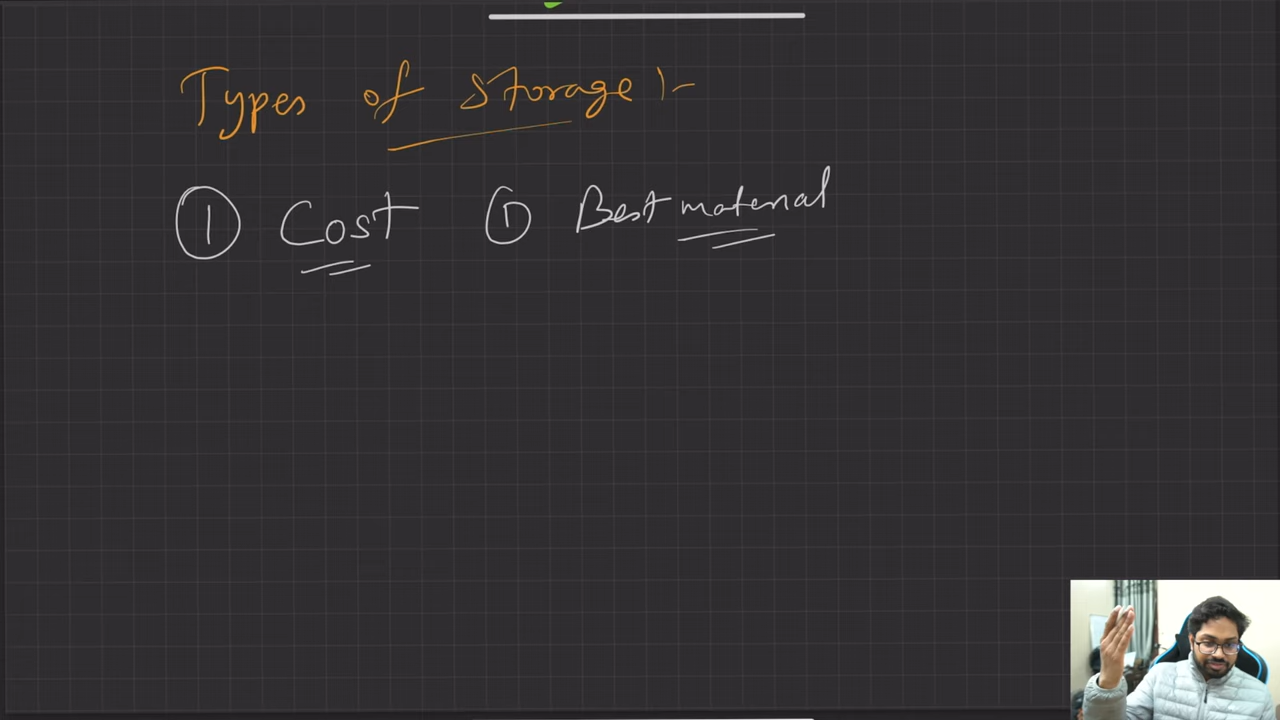 Types of Storage :-
① Cost ① Best material